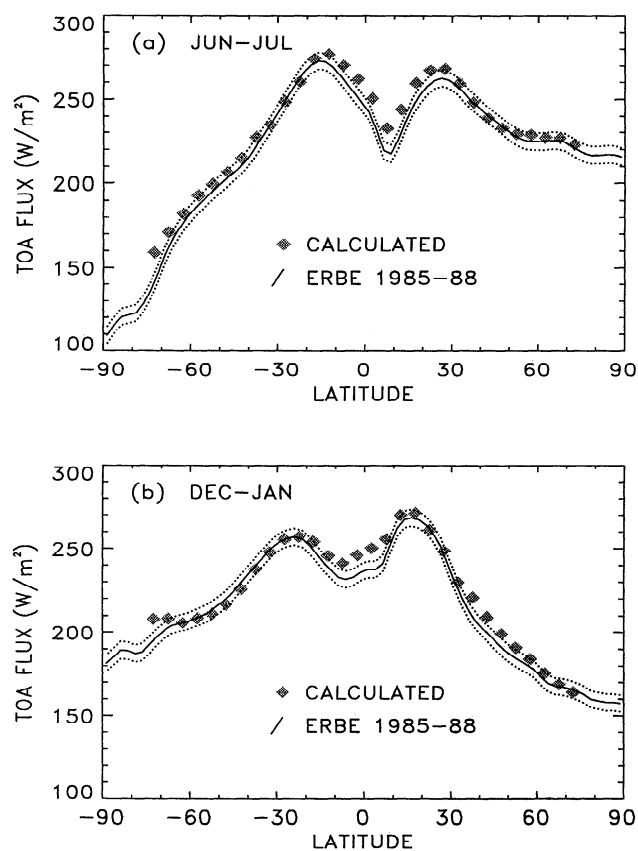 (a) JUN-JUL
300
250
200
150
100
TOA FLUX (W/m²)
CALCULATED
ERBE 1985-88
-90 -60 -30 0 30 60 90
LATITUDE
(b) DEC-JAN
300
250
200
150
100
TOA FLUX (W/m²)
CALCULATED
ERBE 1985-88
-90 -60 -30 0 30 60 90
LATITUDE